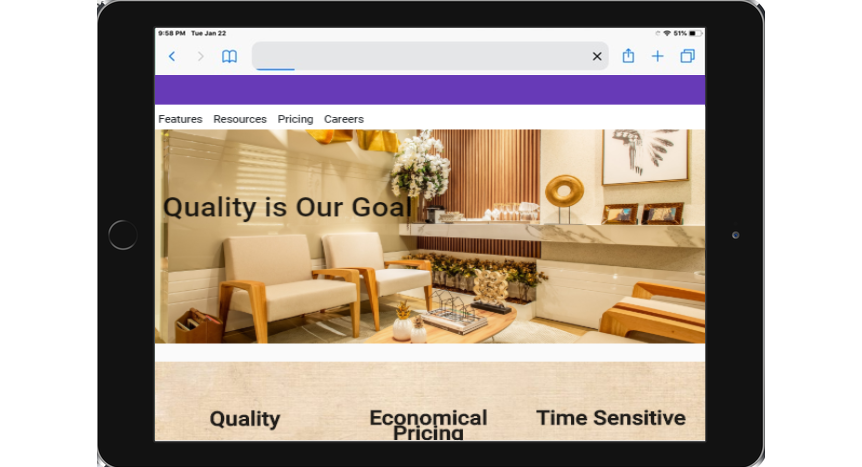 9:58 PM Tue Jan 22
51%
Features Resources Pricing Careers
Quality is Our Goal
Quality
Economical
Pricing
Time Sensitive